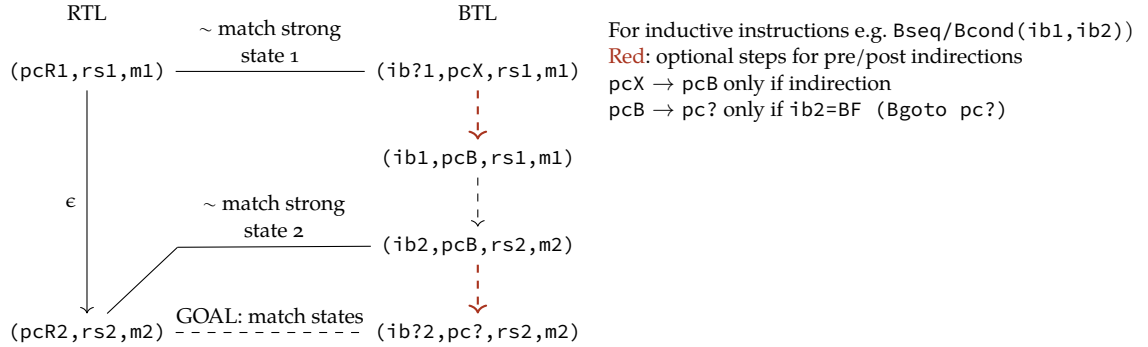 RTL
BTL
For inductive instructions e.g. Bseq/Bcond(ib1,ib2))
Red: optional steps for pre/post indirections
pcX → pcB only if indirection
pcB → pc? only if ib2=BF (Bgoto pc?)
∼ match strong
state 1
(pcR1,rs1,m1)
(ib?1,pcX,rs1,m1)
(ib1,pcB,rs1,m1)
ϵ
∼ match strong
state 2
(ib2,pcB,rs2,m2)
GOAL: match states
(pcR2,rs2,m2)
(ib?2,pc?,rs2,m2)